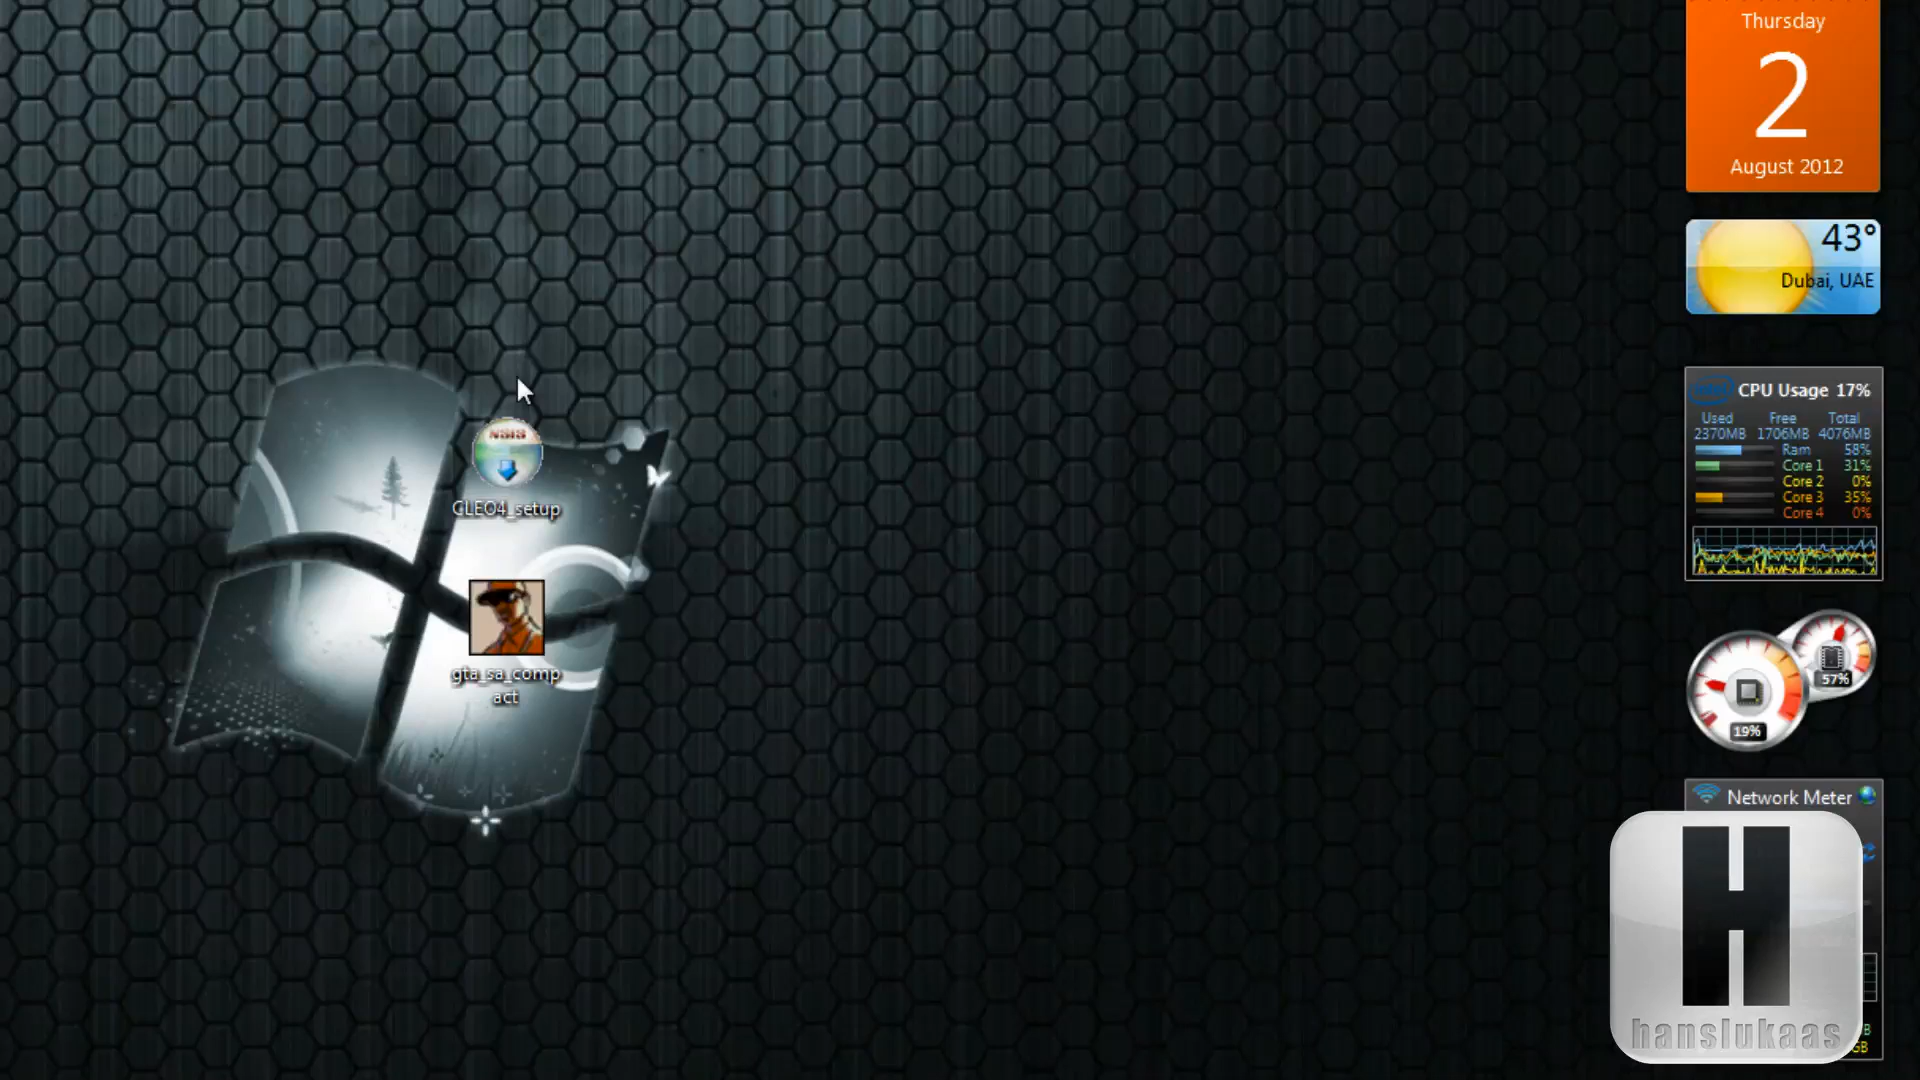 Thursday
2
August 2012
43°
Dubai, UAE
CPU Usage 17%
Used Free Total
2370MB 1706MB 4076MB
Ram 58%
Core 1 31%
Core 2 0%
Core 3 35%
Core 4 0%
NSIS
CLEO4_setup
gta_sa_comp
act
57%
19%
Network Meter
H
hanslukaas
B
GB